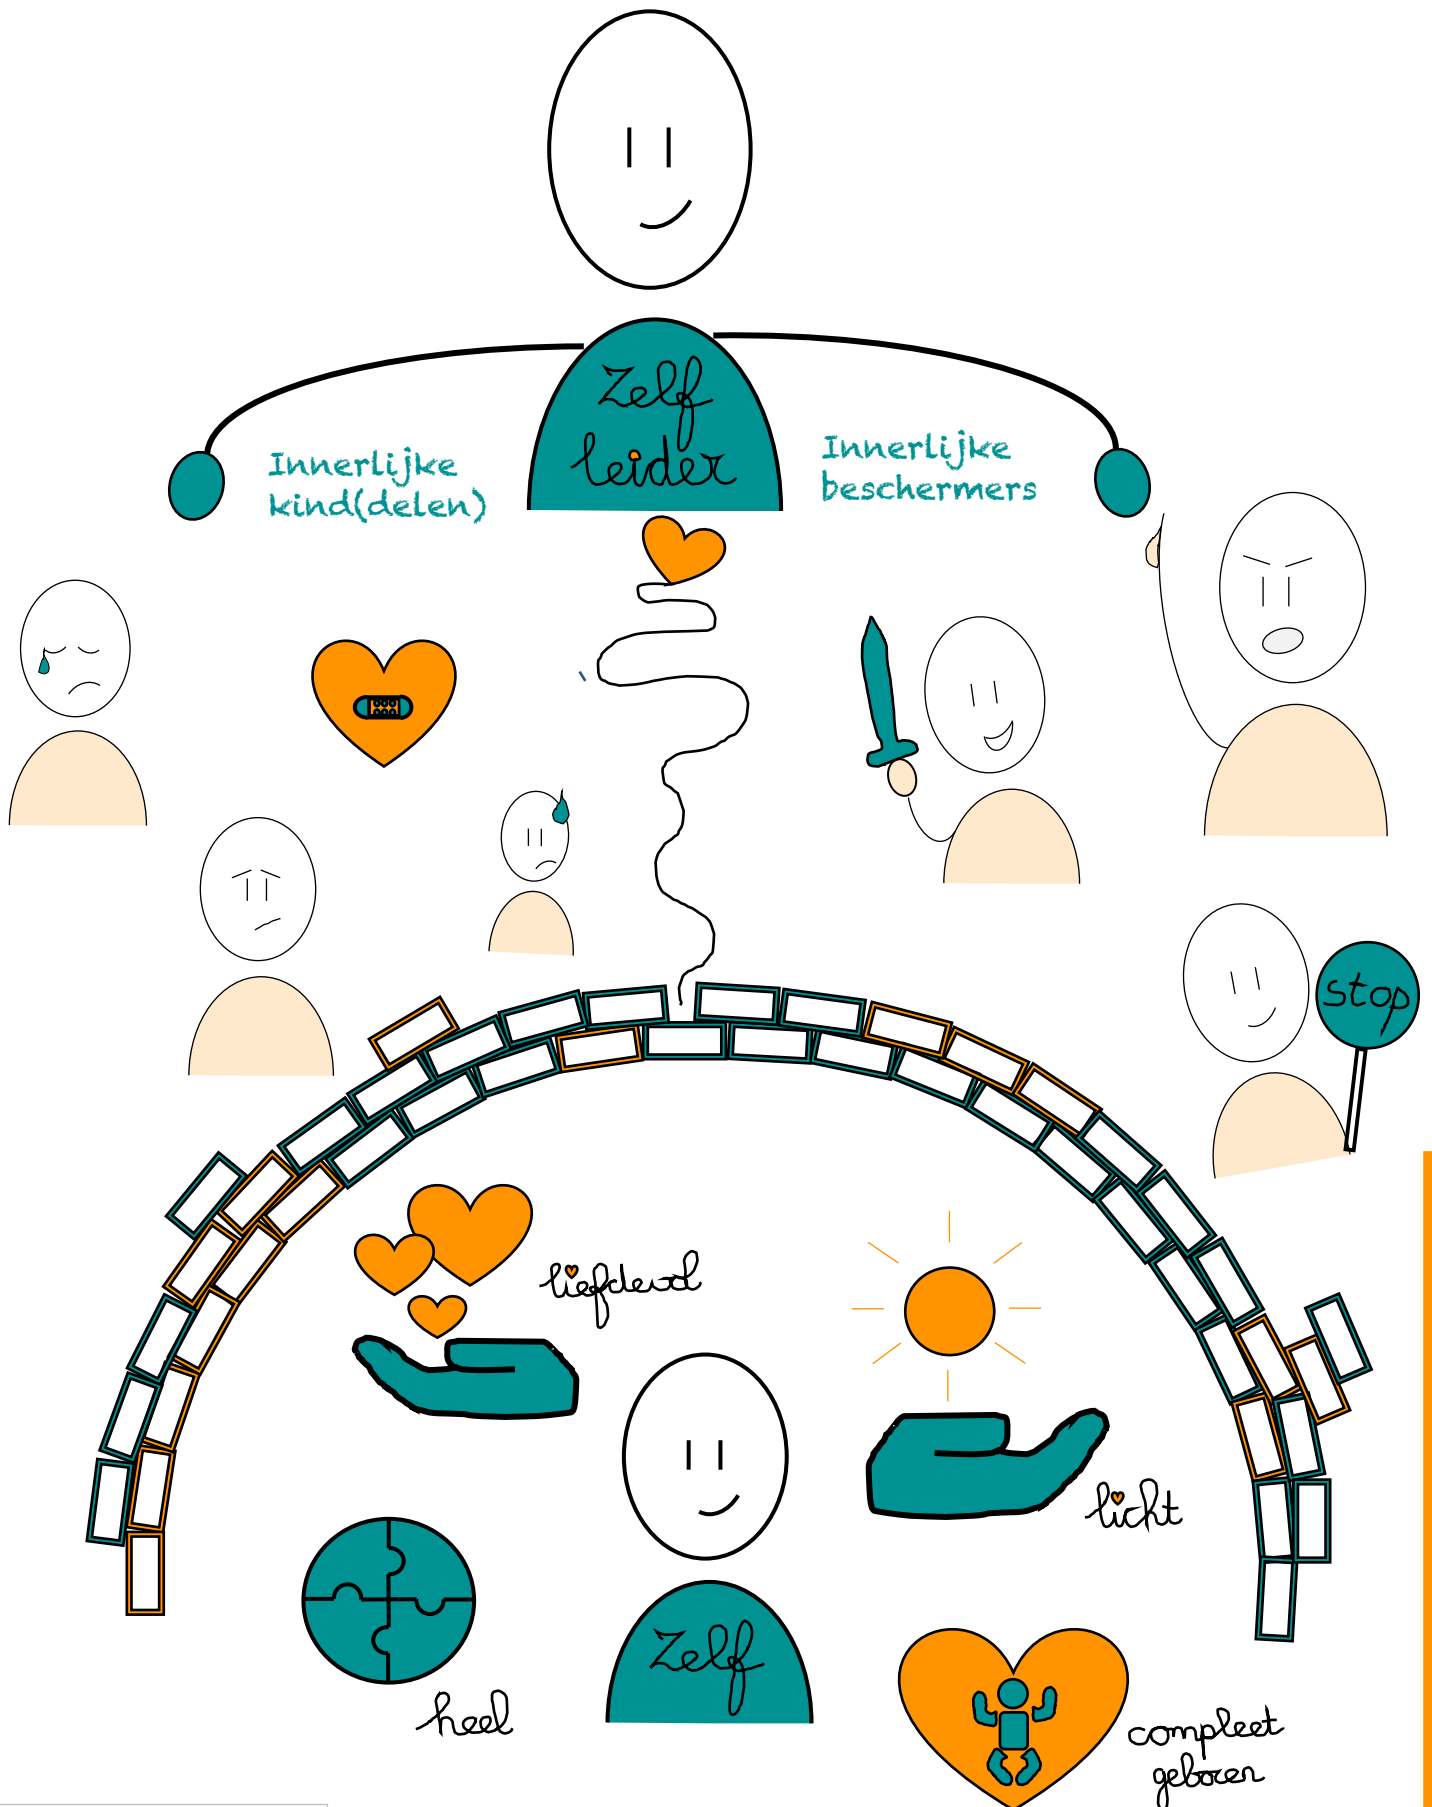 Zelf
leider
Innerlijke
kind(delen)
Innerlijke
beschermers
stop
liefdevol
licht
Zelf
heel
compleet
geboren